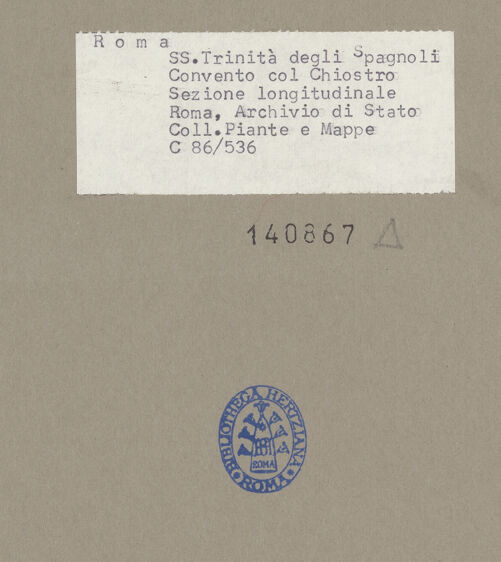 Roma
SS.Trinità degli Spagnoli
Convento col Chiostro
Sezione longitudinale
Roma, Archivio di Stato
Coll.Piante e Mappe
C 86/536
140867 Δ
BIBLIOTHECA HERTZIANA
ROMA
ROMA